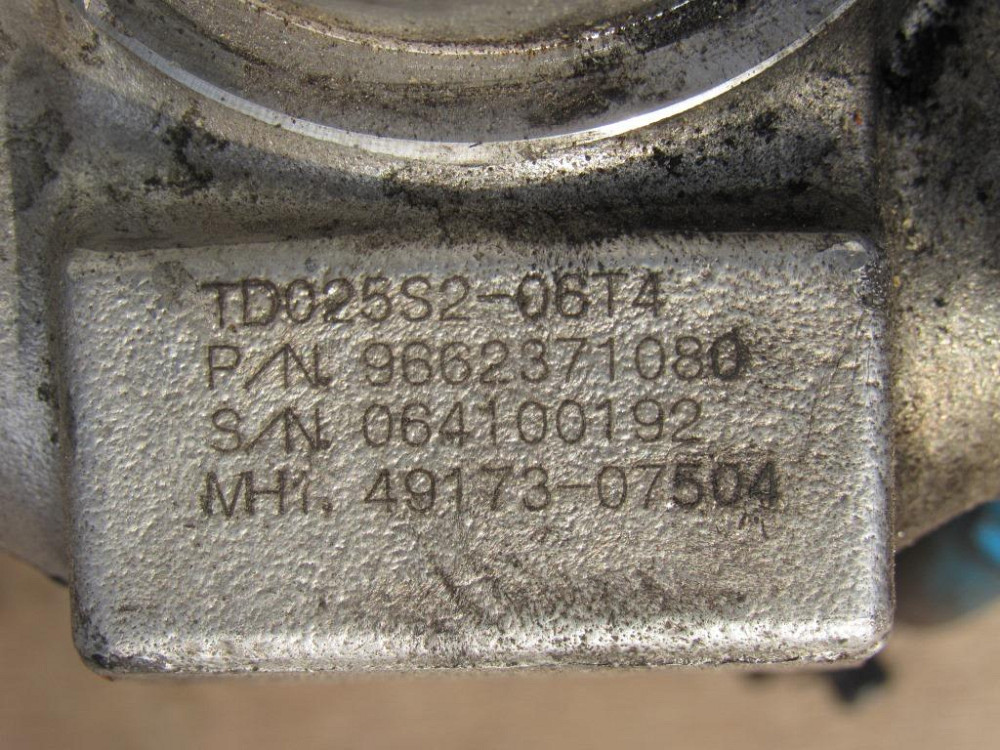 TD025S2-06T4
P/N. 9662371080
S/N. 064100192
MHI. 49173-07504